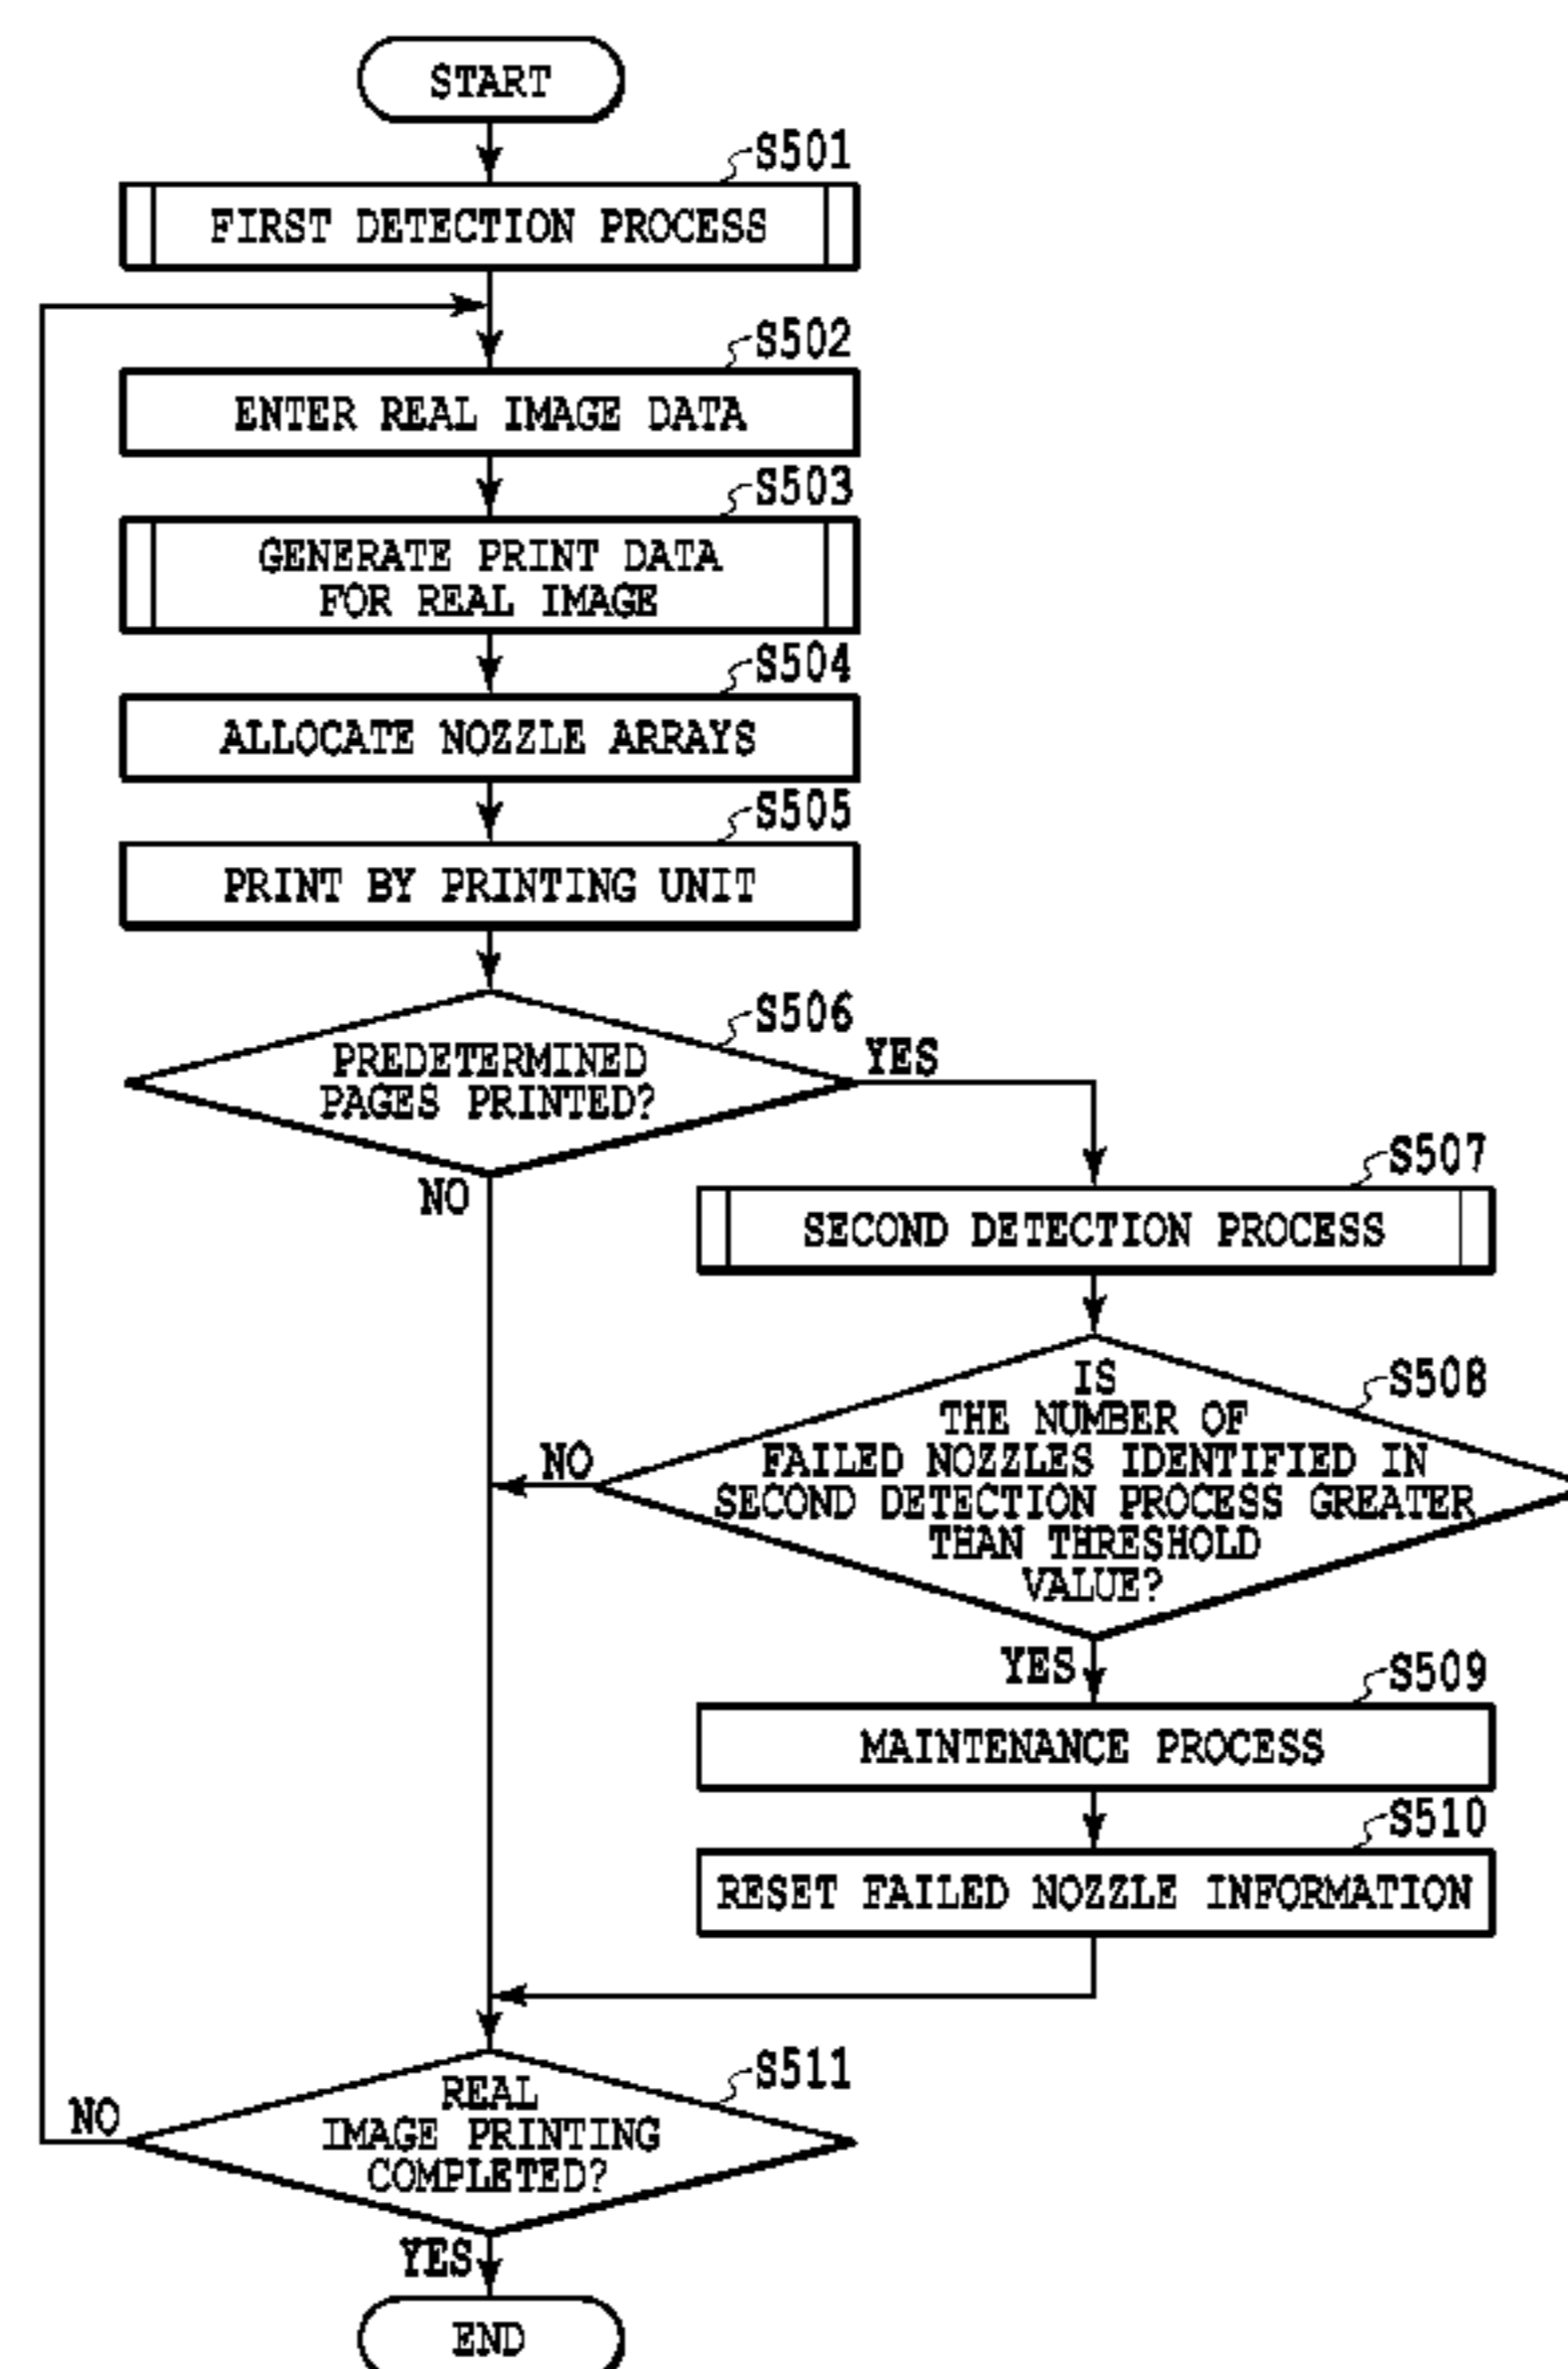 START
S501
FIRST DETECTION PROCESS
S502
ENTER REAL IMAGE DATA
S503
GENERATE PRINT DATA
FOR REAL IMAGE
S504
ALLOCATE NOZZLE ARRAYS
S505
PRINT BY PRINTING UNIT
S506
PREDETERMINED
PAGES PRINTED?
YES
NO
S507
SECOND DETECTION PROCESS
S508
IS
THE NUMBER OF
FAILED NOZZLES IDENTIFIED IN
SECOND DETECTION PROCESS GREATER
THAN THRESHOLD
VALUE?
NO
YES
S509
MAINTENANCE PROCESS
S510
RESET FAILED NOZZLE INFORMATION
S511
REAL
IMAGE PRINTING
COMPLETED?
NO
YES
END